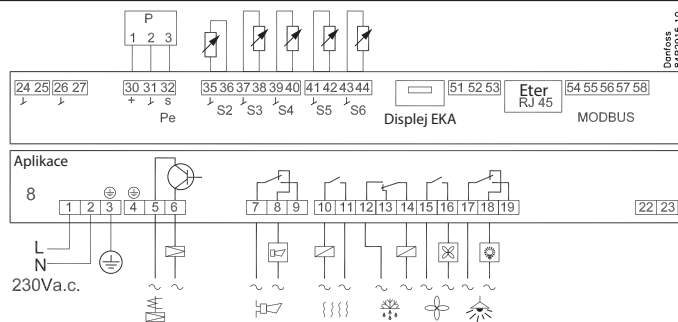 P
1 2 3
Danfoss
24 25 26 27 30 31 32 35 36 37 38 39 40 41 42 43 44 51 52 53 54 55 56 57 58
+ s S2 S3 S4 S5 S6
Pe
Displej EKA
Eter
RJ 45
MODBUS
Aplikace
8
1 2 3 4 5 6 7 8 9 10 11 12 13 14 15 16 17 18 19 22 23
L
N
230Va.c.